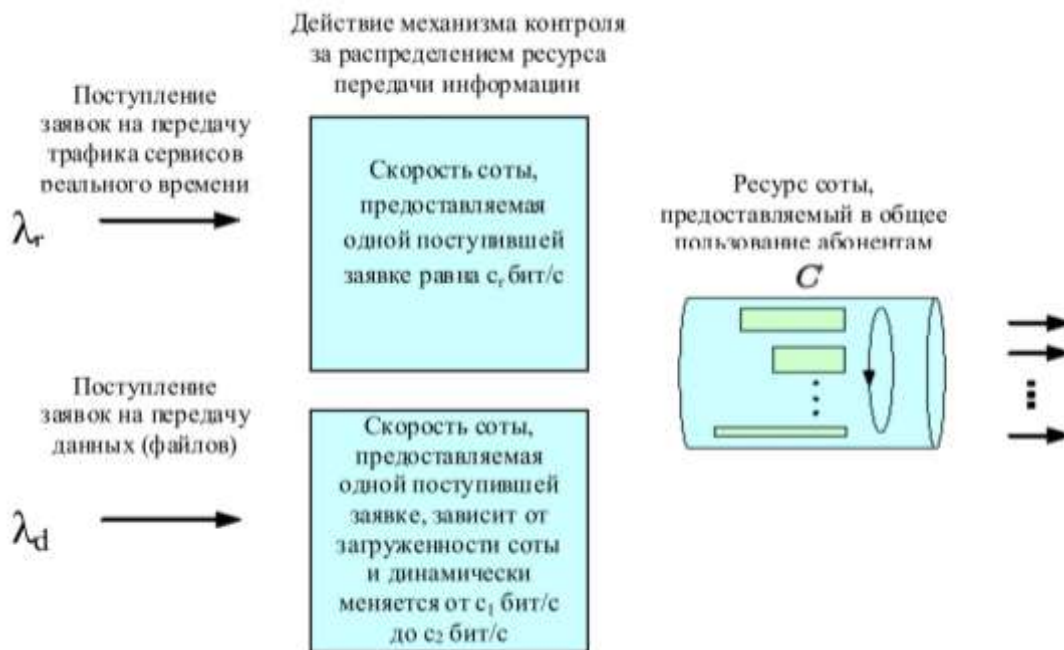 Действие механизма контроля
за распределением ресурса
передачи информации
Поступление
заявок на передачу
трафика сервисов
реального времени
λr
Скорость соты,
предоставляемая
одной поступившей
заявке равна cr бит/с
Ресурс соты,
предоставляемый в общее
пользование абонентам
C
Поступление
заявок на передачу
данных (файлов)
λd
Скорость соты,
предоставляемая
одной поступившей
заявке, зависит от
загруженности соты
и динамически
меняется от c1 бит/с
до c2 бит/с